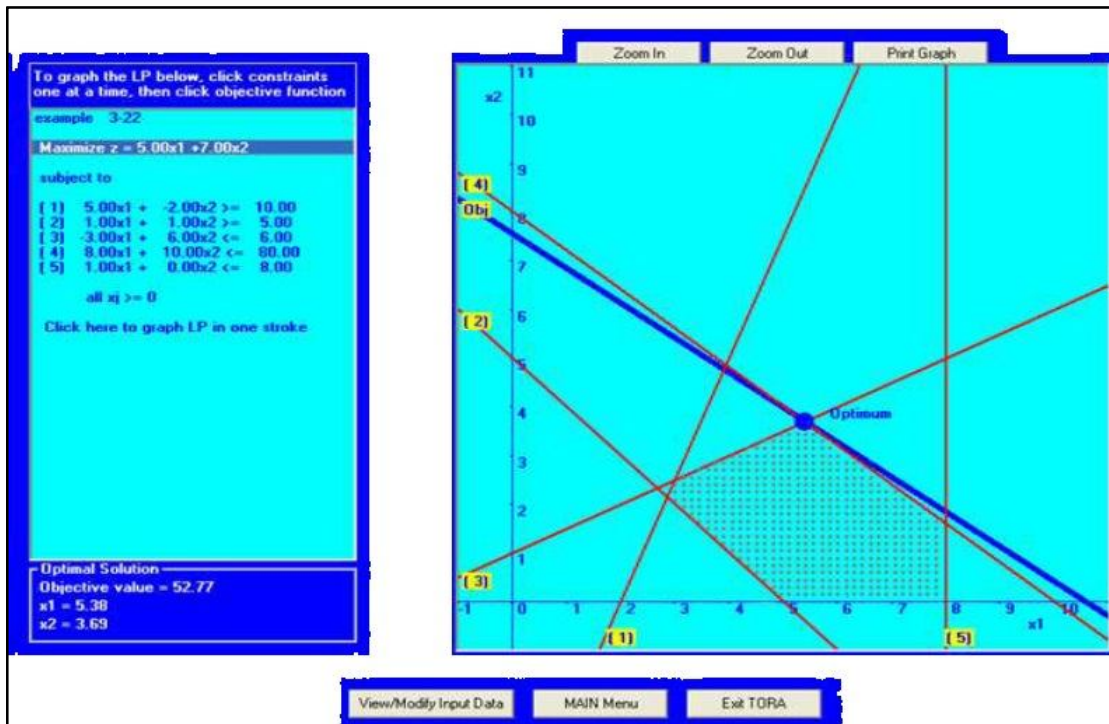 Zoom In Zoom Out Print Graph
To graph the LP below, click constraints
one at a time, then click objective function
example 3-22
Maximize z = 5.00x1 +7.00x2
subject to
[ 1] 5.00x1 + -2.00x2 >= 10.00
[ 2] 1.00x1 + 1.00x2 >= 5.00
[ 3] -3.00x1 + 6.00x2 <= 6.00
[ 4] 8.00x1 + 10.00x2 <= 80.00
[ 5] 1.00x1 + 0.00x2 <= 8.00
all xj >= 0
Click here to graph LP in one stroke
Optimal Solution
Objective value = 52.77
x1 = 5.38
x2 = 3.69
11
x2
10
9
[ 4]
Obj
8
7
6
[ 2]
5
4
Optimum
3
2
1
[ 3]
-1 0 1 2 3 4 5 6 7 8 9 10
x1
[ 1] [ 5]
View/Modify Input Data MAIN Menu Exit TORA